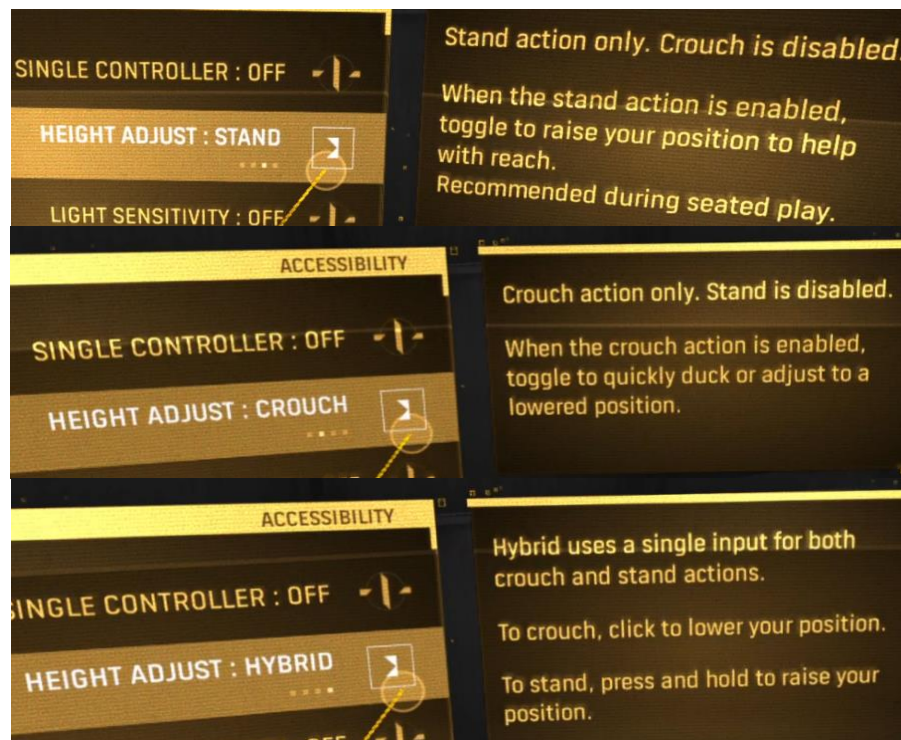 SINGLE CONTROLLER : OFF
HEIGHT ADJUST : STAND
LIGHT SENSITIVITY : OFF
Stand action only. Crouch is disabled.
When the stand action is enabled,
toggle to raise your position to help
with reach.
Recommended during seated play.
ACCESSIBILITY
SINGLE CONTROLLER : OFF
HEIGHT ADJUST : CROUCH
Crouch action only. Stand is disabled.
When the crouch action is enabled,
toggle to quickly duck or adjust to a
lowered position.
ACCESSIBILITY
SINGLE CONTROLLER : OFF
HEIGHT ADJUST : HYBRID
Hybrid uses a single input for both
crouch and stand actions.
To crouch, click to lower your position.
To stand, press and hold to raise your
position.